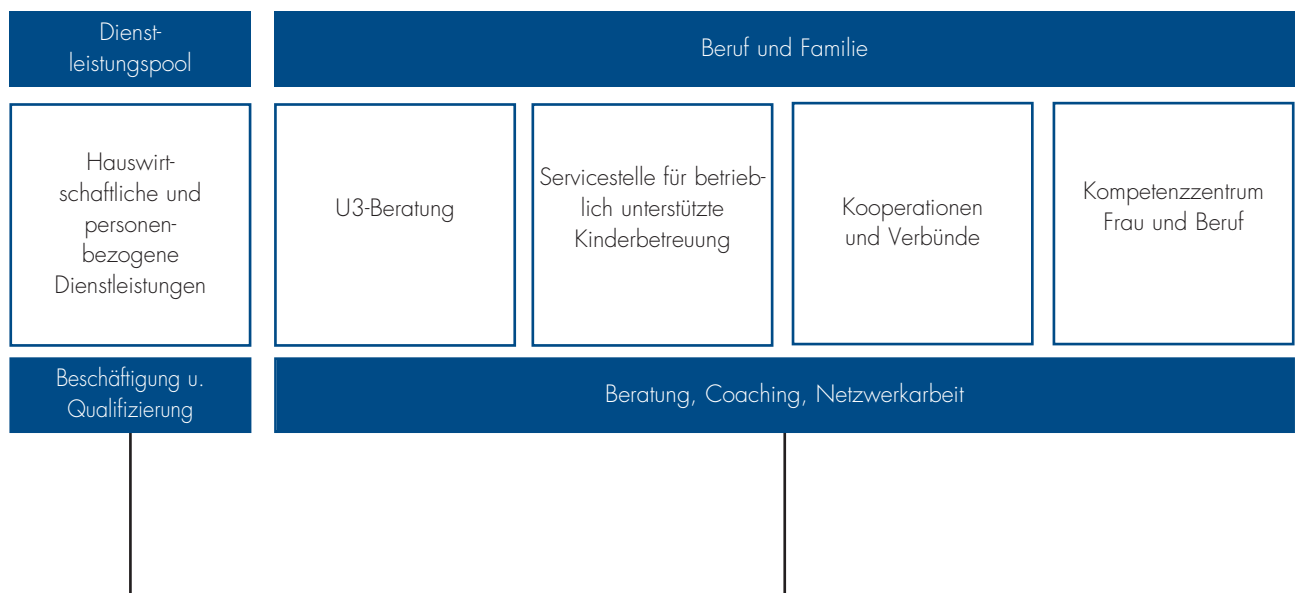 Dienst-
leistungspool
Beruf und Familie
Hauswirt-
schaftliche und
personen-
bezogene
Dienstleistungen
U3-Beratung
Servicestelle für betrieb-
lich unterstützte
Kinderbetreuung
Kooperationen
und Verbünde
Kompetenzzentrum
Frau und Beruf
Beschäftigung u.
Qualifizierung
Beratung, Coaching, Netzwerkarbeit